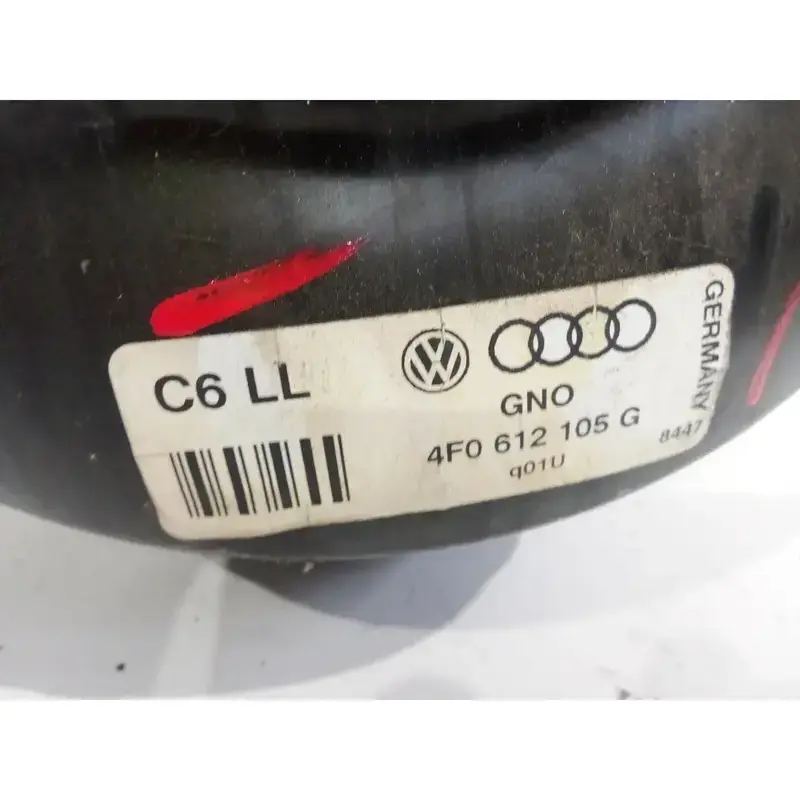 C6 LL
GNO
4F0 612 105 G
q01U
8447
GERMANY